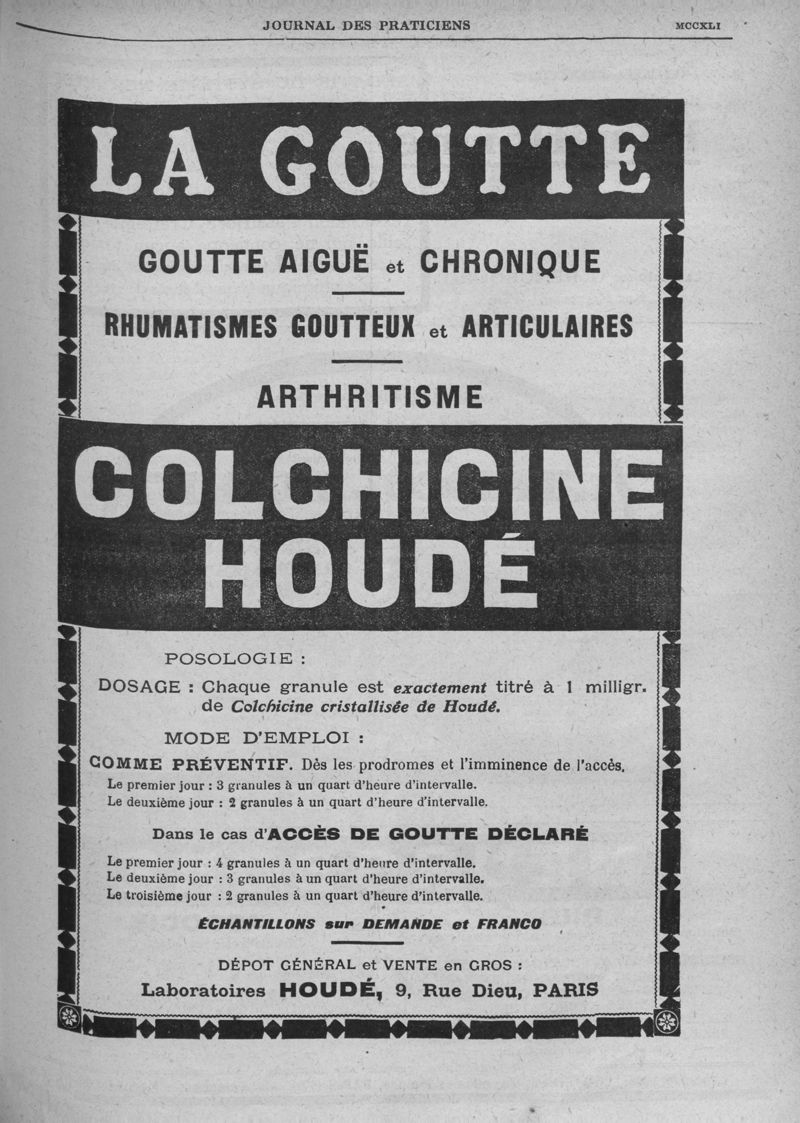 JOURNAL DES PRATICIENS
MCCXLI
LA GOUTTE
GOUTTE AIGUË et CHRONIQUE
RHUMATISMES GOUTTEUX et ARTICULAIRES
ARTHRITISME
COLCHICINE
HOUDÉ
POSOLOGIE :
DOSAGE : Chaque granule est exactement titré à 1 milligr.
de Colchicine cristallisée de Houdé.
MODE D'EMPLOI :
COMME PRÉVENTIF. Dès les prodromes et l'imminence de l'accès.
Le premier jour : 3 granules à un quart d'heure d'intervalle.
Le deuxième jour : 2 granules à un quart d'heure d'intervalle.
Dans le cas d'ACCÈS DE GOUTTE DÉCLARÉ
Le premier jour : 4 granules à un quart d'heure d'intervalle.
Le deuxième jour : 3 granules à un quart d'heure d'intervalle.
Le troisième jour : 2 granules à un quart d'heure d'intervalle.
ÉCHANTILLONS sur DEMANDE et FRANCO
DÉPOT GÉNÉRAL et VENTE en GROS :
Laboratoires HOUDÉ, 9, Rue Dieu, PARIS